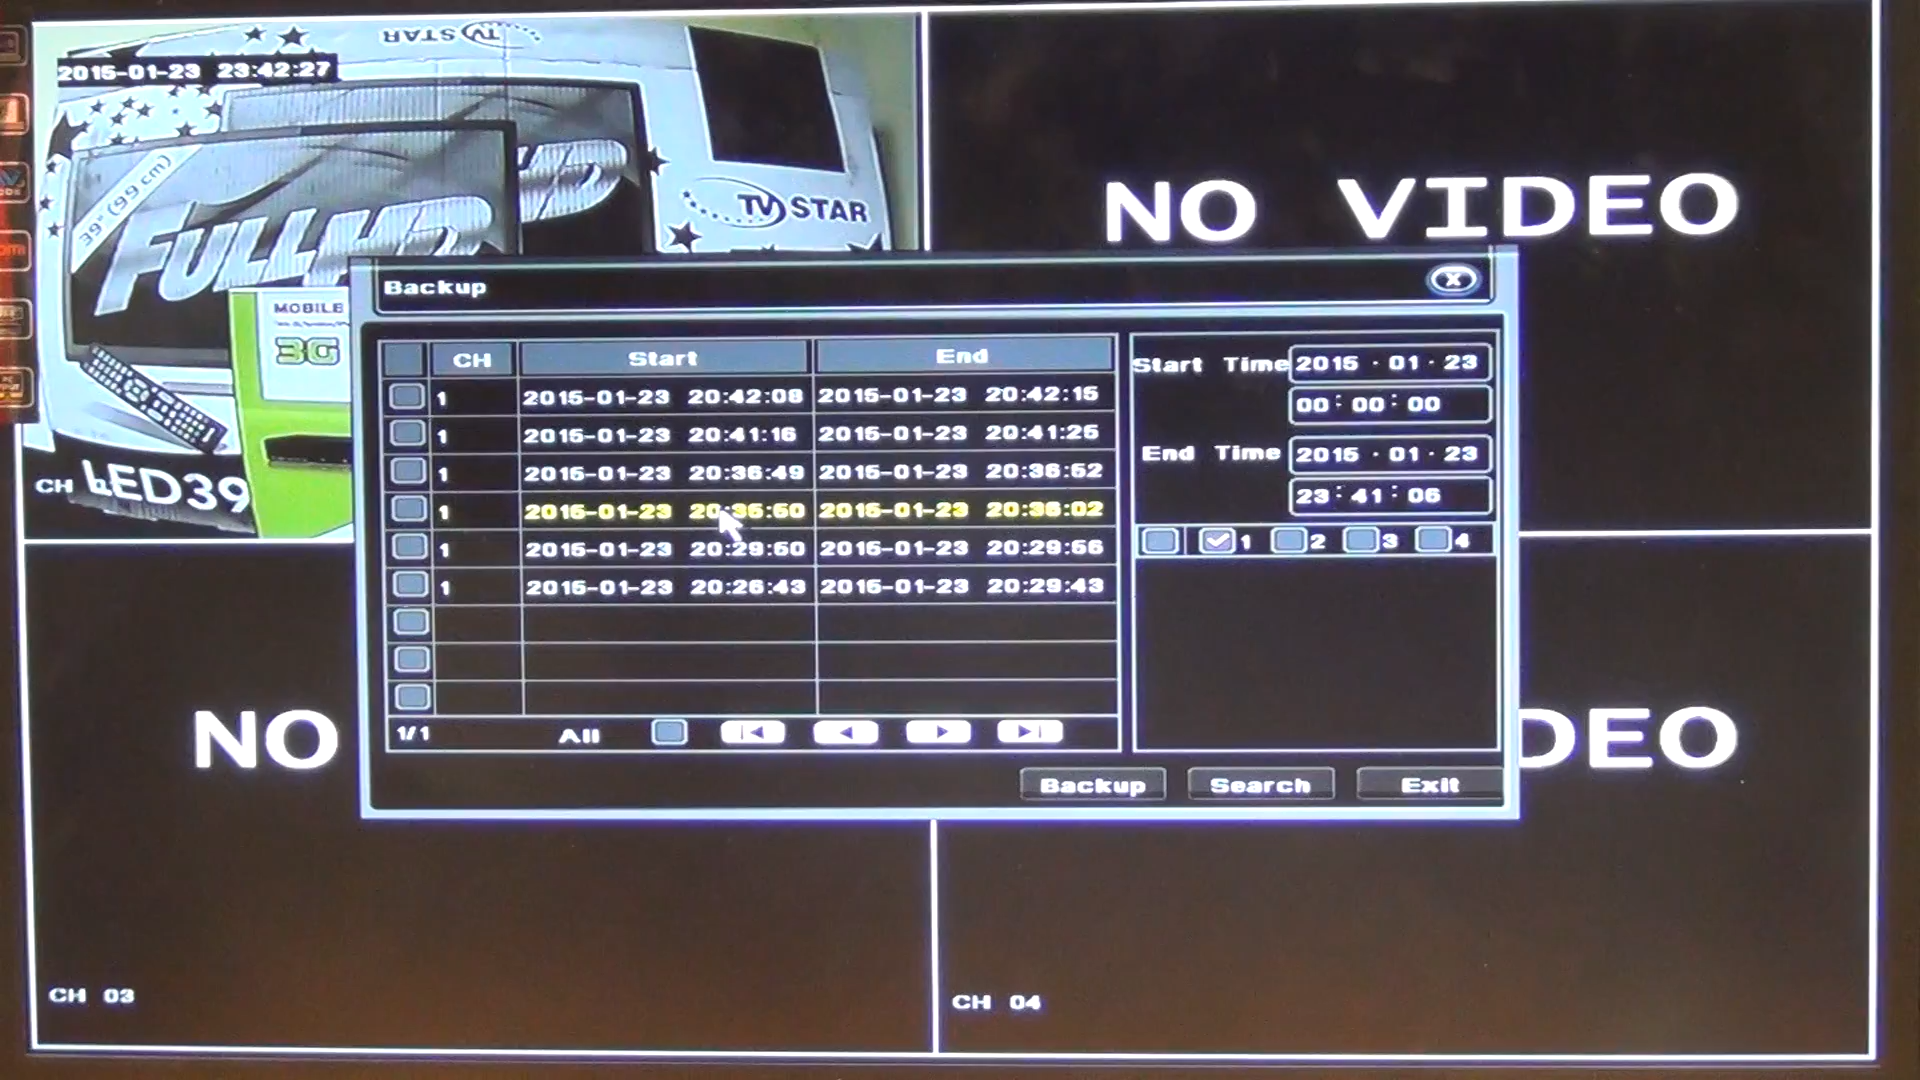 TVSTAR
2015-01-23 23:42:27
39" (99 cm)
FULLHD
TVSTAR
MOBILE
3G
CH
LED39
NO VIDEO
Backup
X
CH Start End
1 2015-01-23 20:42:08 2015-01-23 20:42:15
1 2015-01-23 20:41:16 2015-01-23 20:41:25
1 2015-01-23 20:36:49 2015-01-23 20:36:52
1 2015-01-23 20:35:50 2015-01-23 20:36:02
1 2015-01-23 20:29:50 2015-01-23 20:29:56
1 2015-01-23 20:26:43 2015-01-23 20:29:43
1/1 All
Start Time 2015 . 01 . 23
00 : 00 : 00
End Time 2015 . 01 . 23
23 : 41 : 06
1 2 3 4
Backup Search Exit
NO
DEO
CH 03
CH 04